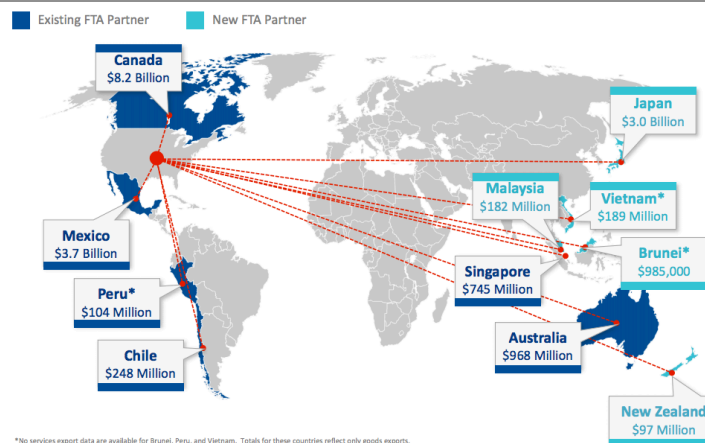 Existing FTA Partner
New FTA Partner
Canada
$8.2 Billion
Japan
$3.0 Billion
Malaysia
$182 Million
Vietnam*
$189 Million
Mexico
$3.7 Billion
Brunei*
$985,000
Singapore
$745 Million
Peru*
$104 Million
Australia
$968 Million
Chile
$248 Million
New Zealand
$97 Million
*No services export data are available for Brunei, Peru, and Vietnam. Totals for these countries reflect only goods exports.